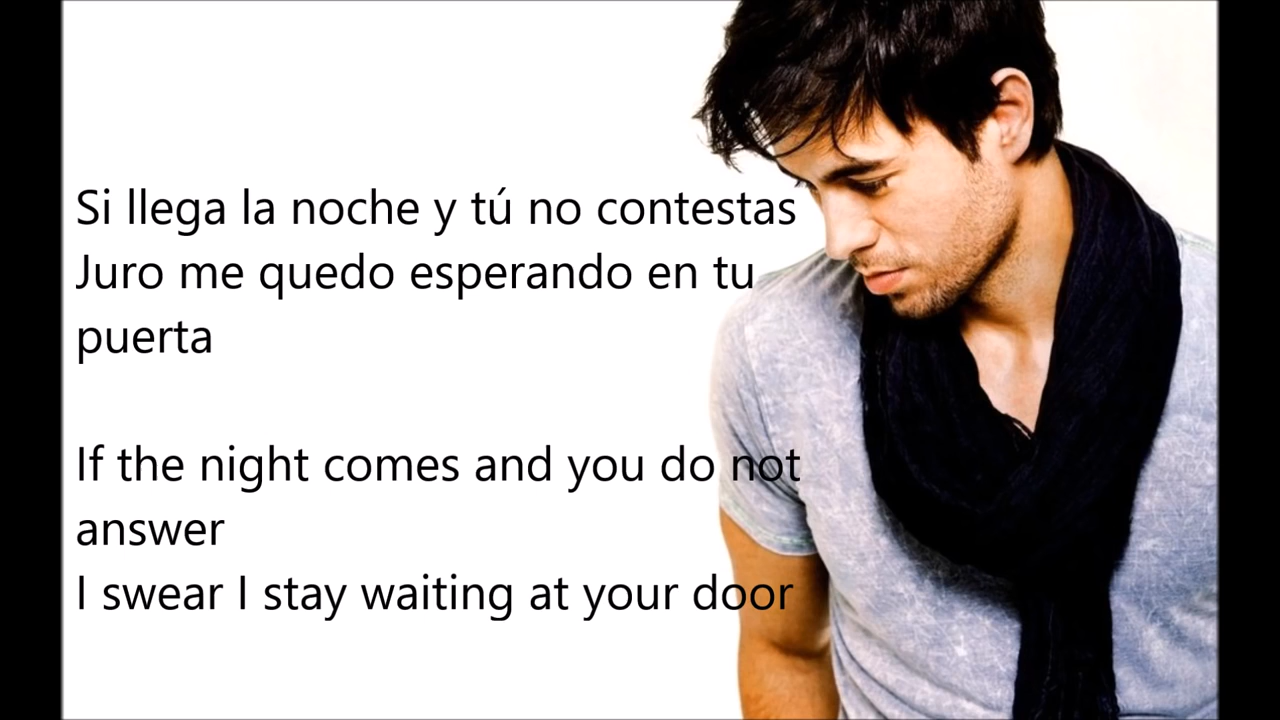 Si llega la noche y tú no contestas
Juro me quedo esperando en tu
puerta
If the night comes and you do not
answer
I swear I stay waiting at your door